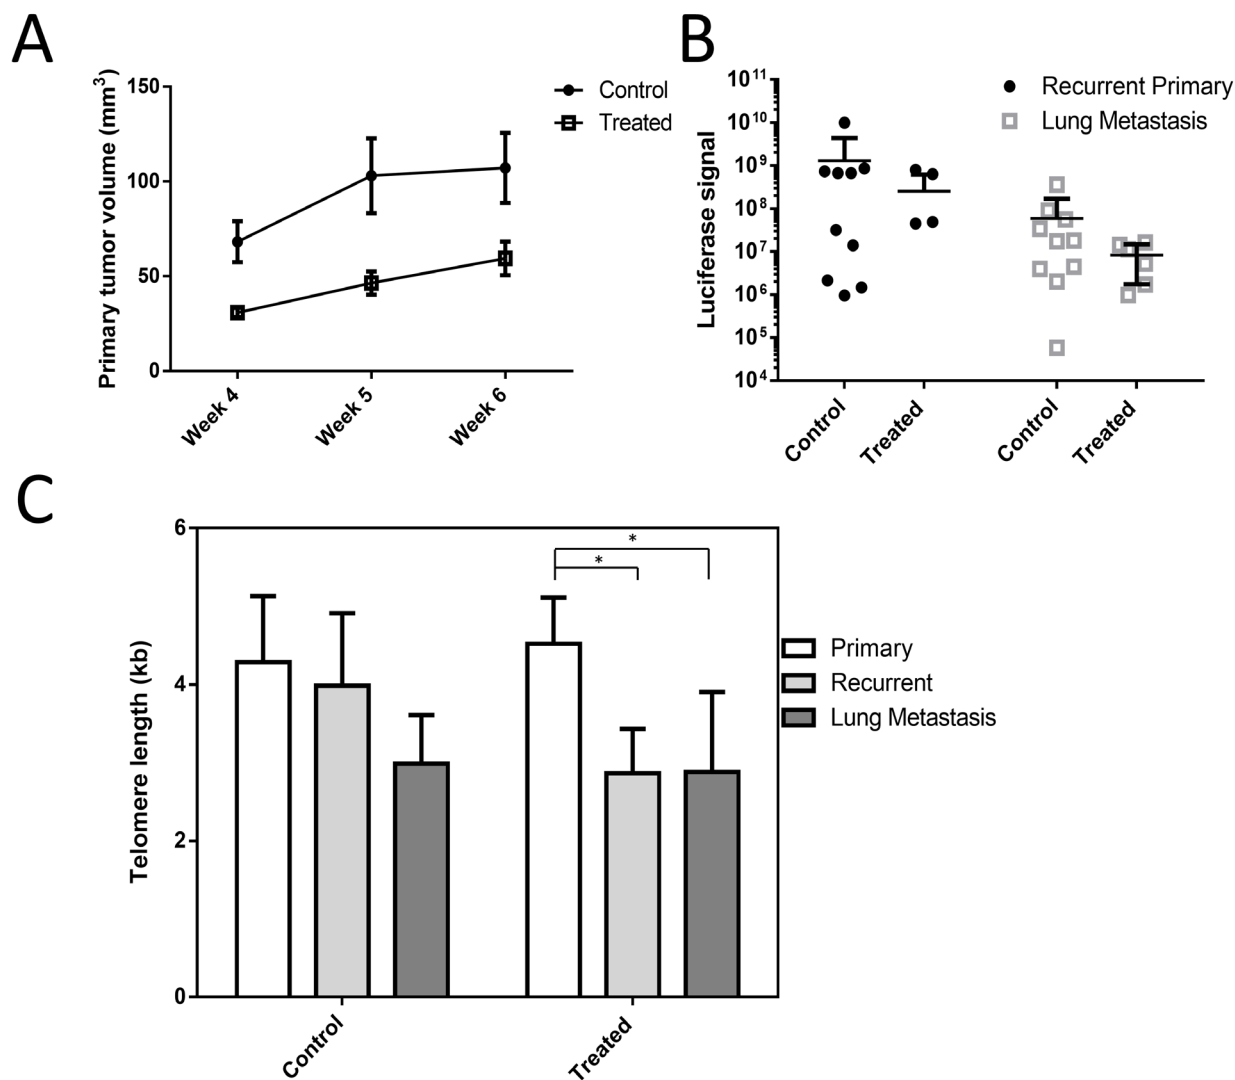 A
Primary tumor volume (mm³)
150
100
50
0
Week 4
Week 5
Week 6
Control
Treated
B
Luciferase signal
10¹¹
10¹⁰
10⁹
10⁸
10⁷
10⁶
10⁵
10⁴
Control
Treated
Control
Treated
Recurrent Primary
Lung Metastasis
C
Telomere length (kb)
6
4
2
0
*
*
Control
Treated
Primary
Recurrent
Lung Metastasis